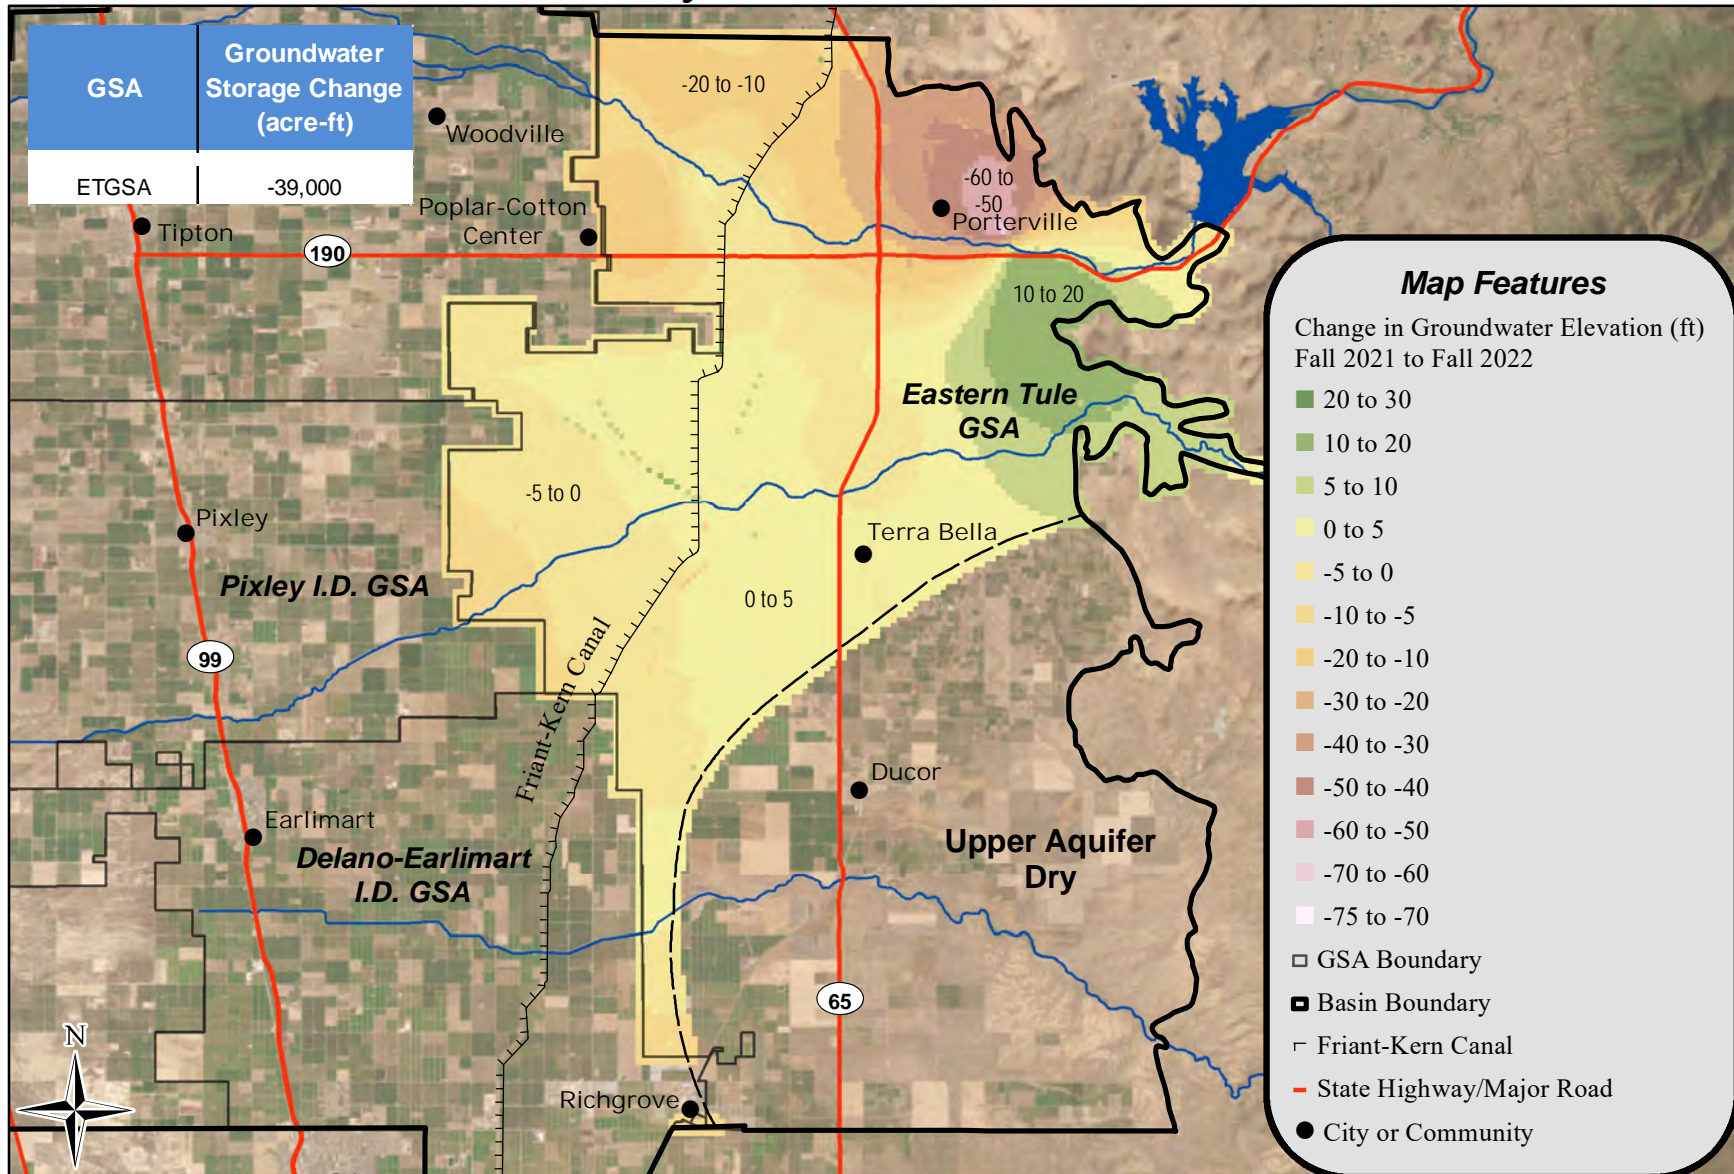 GSA
Groundwater
Storage Change
(acre-ft)
ETGSA
-39,000
Woodville
-20 to -10
-60 to
-50
Porterville
Poplar-Cotton
Center
Tipton
190
10 to 20
Eastern Tule
GSA
-5 to 0
Pixley
Terra Bella
Pixley I.D. GSA
0 to 5
99
Friant-Kern Canal
Ducor
Earlimart
Delano-Earlimart
I.D. GSA
Upper Aquifer
Dry
65
N
Richgrove
Map Features
Change in Groundwater Elevation (ft)
Fall 2021 to Fall 2022
20 to 30
10 to 20
5 to 10
0 to 5
-5 to 0
-10 to -5
-20 to -10
-30 to -20
-40 to -30
-50 to -40
-60 to -50
-70 to -60
-75 to -70
GSA Boundary
Basin Boundary
Friant-Kern Canal
State Highway/Major Road
City or Community